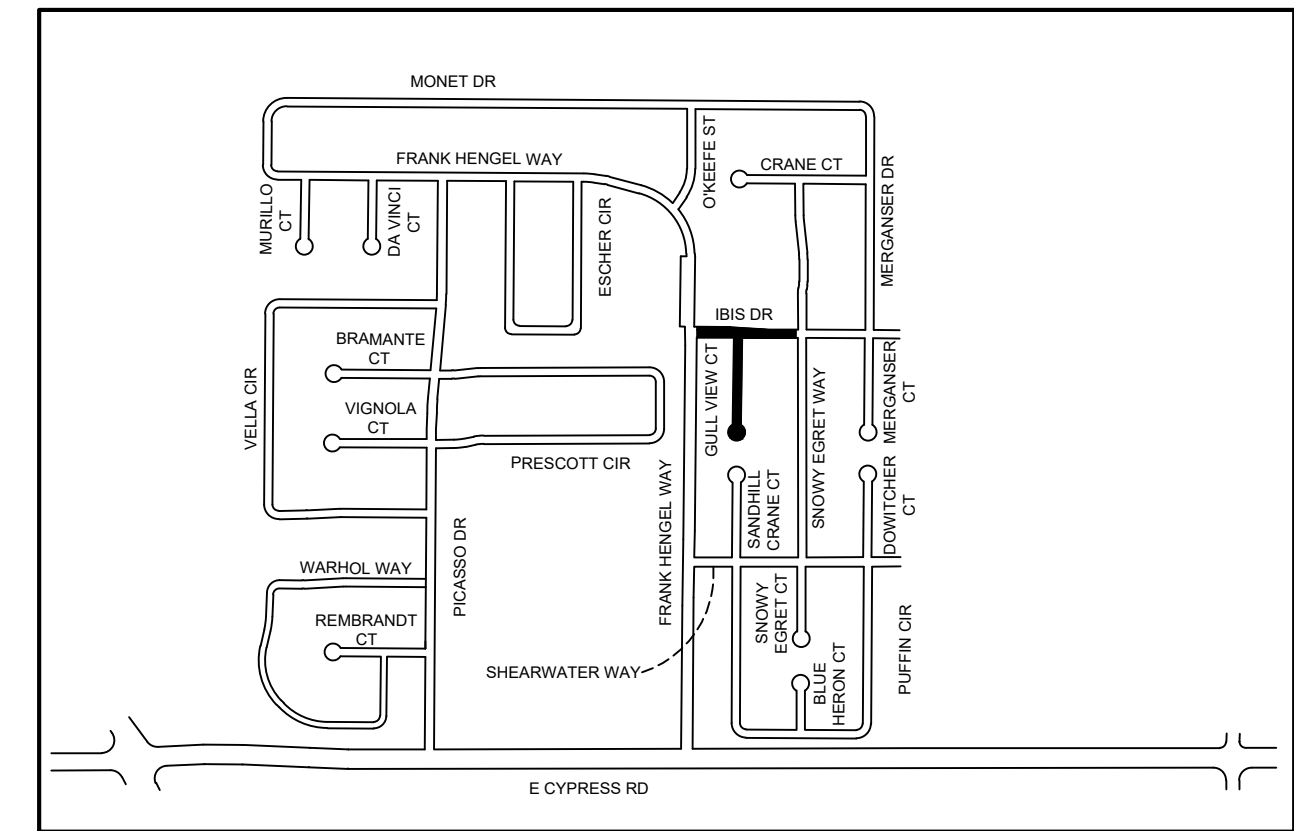 MONET DR
FRANK HENGEL WAY
O'KEEFE ST
CRANE CT
MURILLO
CT
DA VINCI
CT
ESCHER CIR
MERGANSER DR
IBIS DR
BRAMANTE
CT
VELLA CIR
VIGNOLA
CT
PRESCOTT CIR
GULL VIEW CT
SNOWY EGRET WAY
MERGANSER
CT
SANDHILL
CRANE CT
DOWITCHER
CT
FRANK HENGEL WAY
PICASSO DR
WARHOL WAY
REMBRANDT
CT
SHEARWATER WAY
SNOWY
EGRET CT
BLUE
HERON CT
PUFFIN CIR
E CYPRESS RD